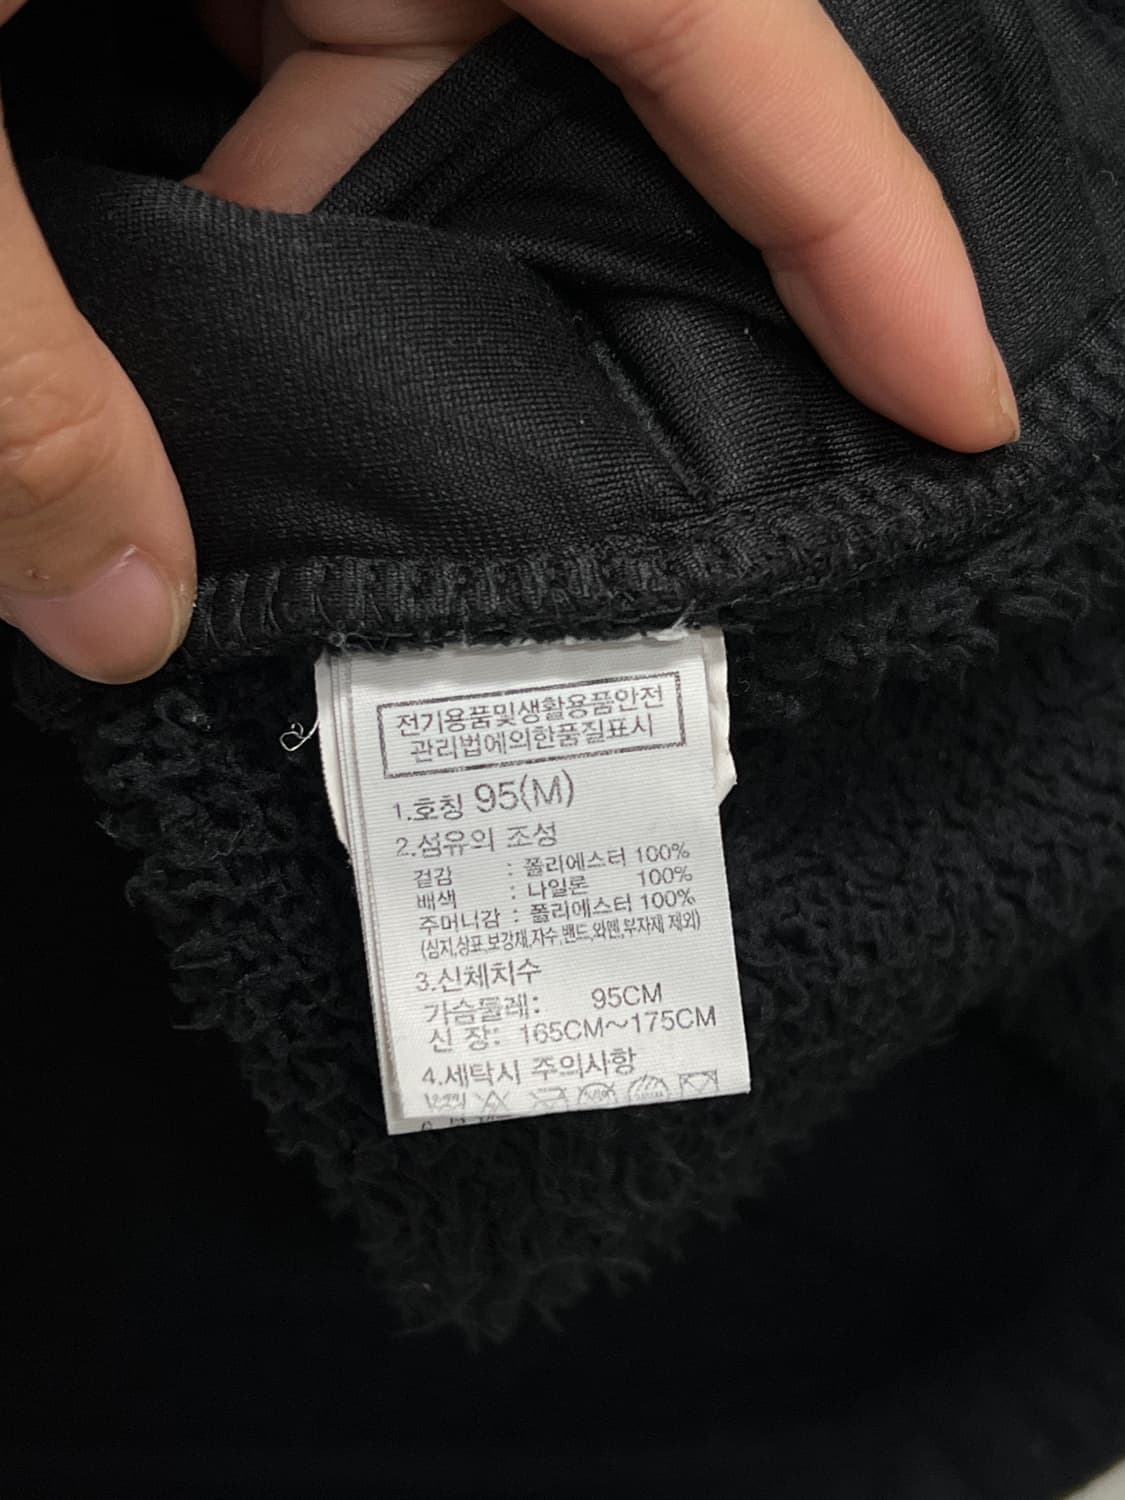 전기용품및생활용품안전
관리법에의한품질표시
1.호칭 95(M)
2.섬유의 조성
겉감 : 폴리에스터 100%
배색 : 나일론 100%
주머니감 : 폴리에스터 100%
(심지,상표,보강재,자수,밴드,와펜,부자재 제외)
3.신체치수
가슴둘레: 95CM
신 장: 165CM~175CM
4.세탁시 주의사항